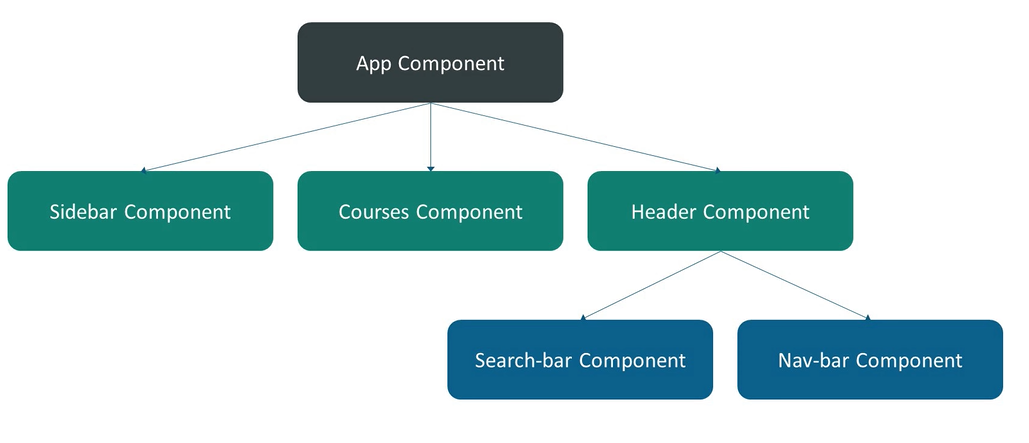 App Component
Sidebar Component
Courses Component
Header Component
Search-bar Component
Nav-bar Component